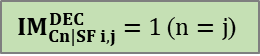 IM^DEC_Cn|SF i,j = 1 (n = j)